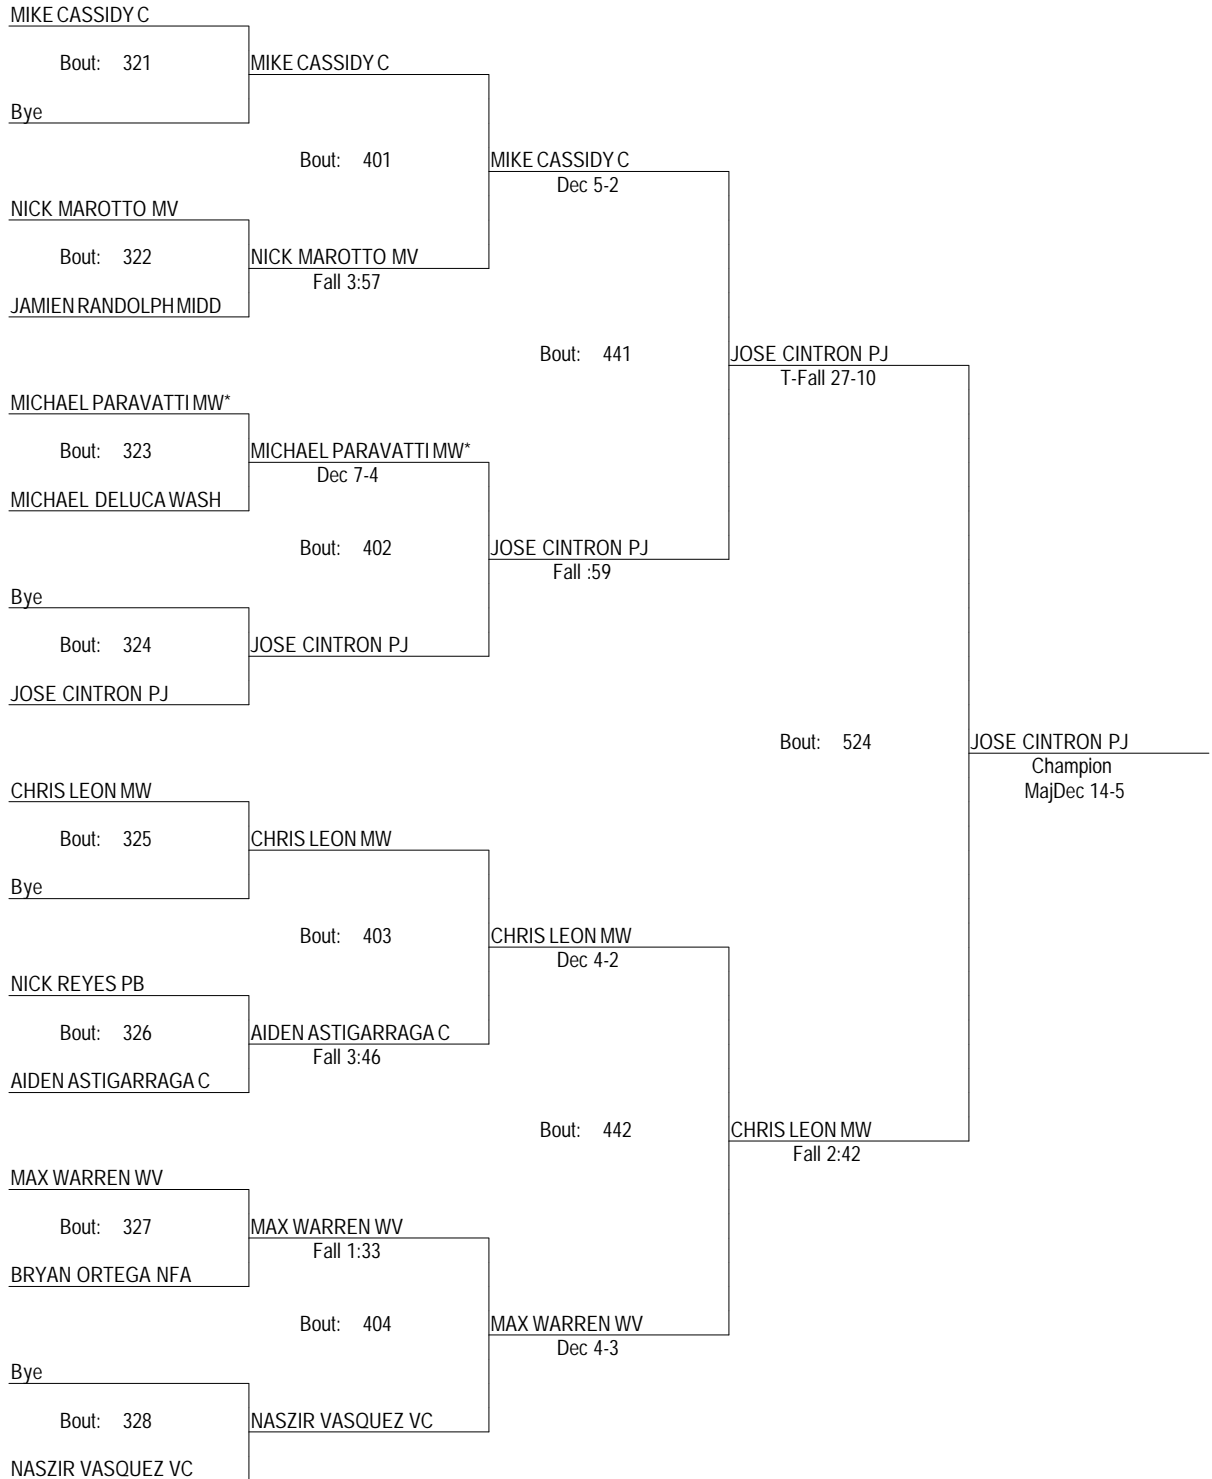 MIKE CASSIDY C
Bout: 321
MIKE CASSIDY C
Bye
Bout: 401
MIKE CASSIDY C
Dec 5-2
NICK MAROTTO MV
Bout: 322
NICK MAROTTO MV
Fall 3:57
JAMIEN RANDOLPH MIDD
Bout: 441
JOSE CINTRON PJ
T-Fall 27-10
MICHAEL PARAVATTI MW*
Bout: 323
MICHAEL PARAVATTI MW*
Dec 7-4
MICHAEL DELUCA WASH
Bout: 402
JOSE CINTRON PJ
Fall :59
Bye
Bout: 324
JOSE CINTRON PJ
JOSE CINTRON PJ
Bout: 524
JOSE CINTRON PJ
Champion
MajDec 14-5
CHRIS LEON MW
Bout: 325
CHRIS LEON MW
Bye
Bout: 403
CHRIS LEON MW
Dec 4-2
NICK REYES PB
Bout: 326
AIDEN ASTIGARRAGA C
Fall 3:46
AIDEN ASTIGARRAGA C
Bout: 442
CHRIS LEON MW
Fall 2:42
MAX WARREN WV
Bout: 327
MAX WARREN WV
Fall 1:33
BRYAN ORTEGA NFA
Bout: 404
MAX WARREN WV
Dec 4-3
Bye
Bout: 328
NASZIR VASQUEZ VC
NASZIR VASQUEZ VC